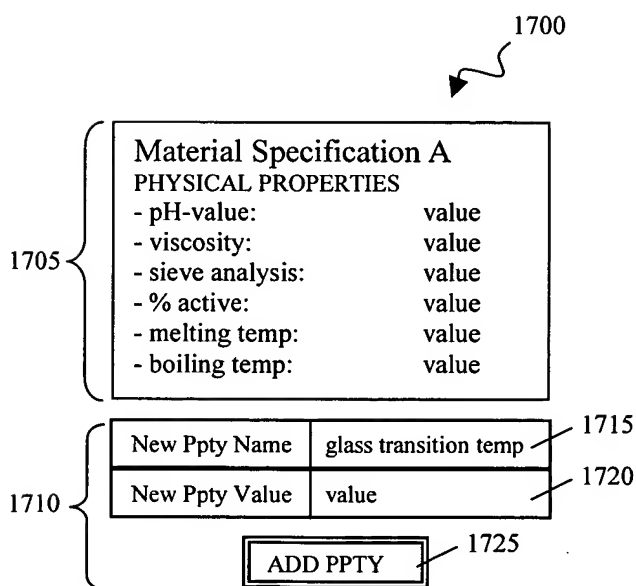 1700
Material Specification A
PHYSICAL PROPERTIES
- pH-value: value
- viscosity: value
- sieve analysis: value
- % active: value
- melting temp: value
- boiling temp: value
1705
New Ppty Name glass transition temp 1715
New Ppty Value value 1720
1710
ADD PPTY 1725